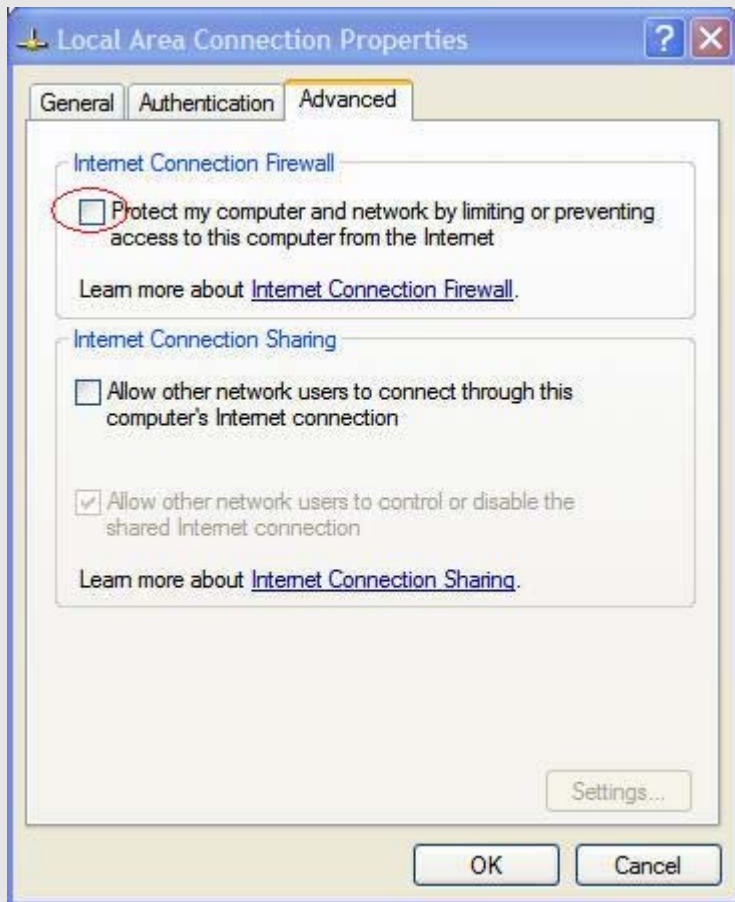 Local Area Connection Properties
General Authentication Advanced
Internet Connection Firewall
Protect my computer and network by limiting or preventing
access to this computer from the Internet
Learn more about Internet Connection Firewall.
Internet Connection Sharing
Allow other network users to connect through this
computer's Internet connection
Allow other network users to control or disable the
shared Internet connection
Learn more about Internet Connection Sharing.
Settings...
OK Cancel